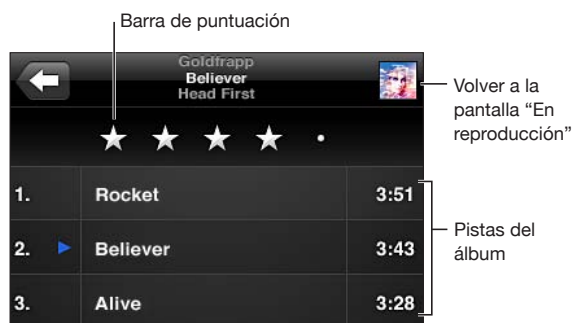 Barra de puntuación
Goldfrapp
Believer
Head First
Volver a la
pantalla “En
reproducción”
1. Rocket 3:51
2. Believer 3:43
3. Alive 3:28
Pistas del
álbum